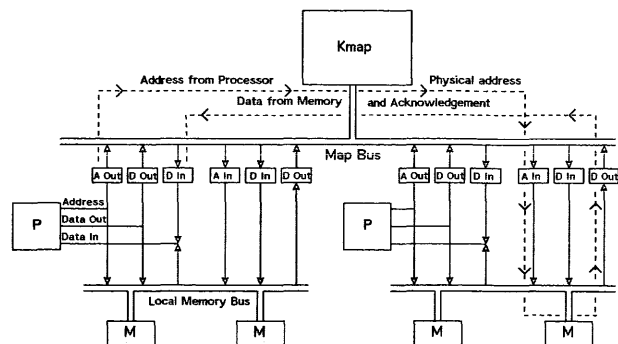 Kmap
Address from Processor
Physical address
Data from Memory
and Acknowledgement
Map Bus
A Out
D Out
D In
A In
D In
D Out
A Out
D Out
D In
A In
D In
D Out
Address
P
Data Out
Data In
P
Local Memory Bus
M
M
M
M